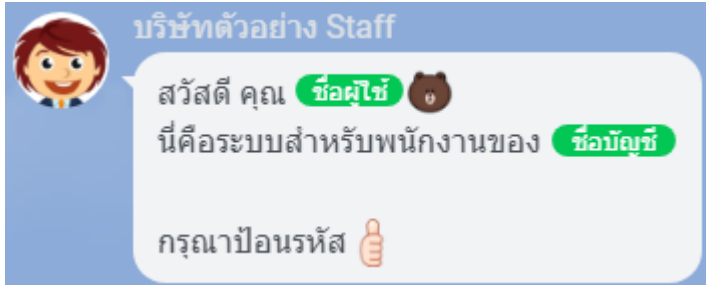 บริษัทตัวอย่าง Staff
สวัสดี คุณ ชื่อผู้ใช้
นี่คือระบบสำหรับพนักงานของ ชื่อบัญชี
กรุณาป้อนรหัส